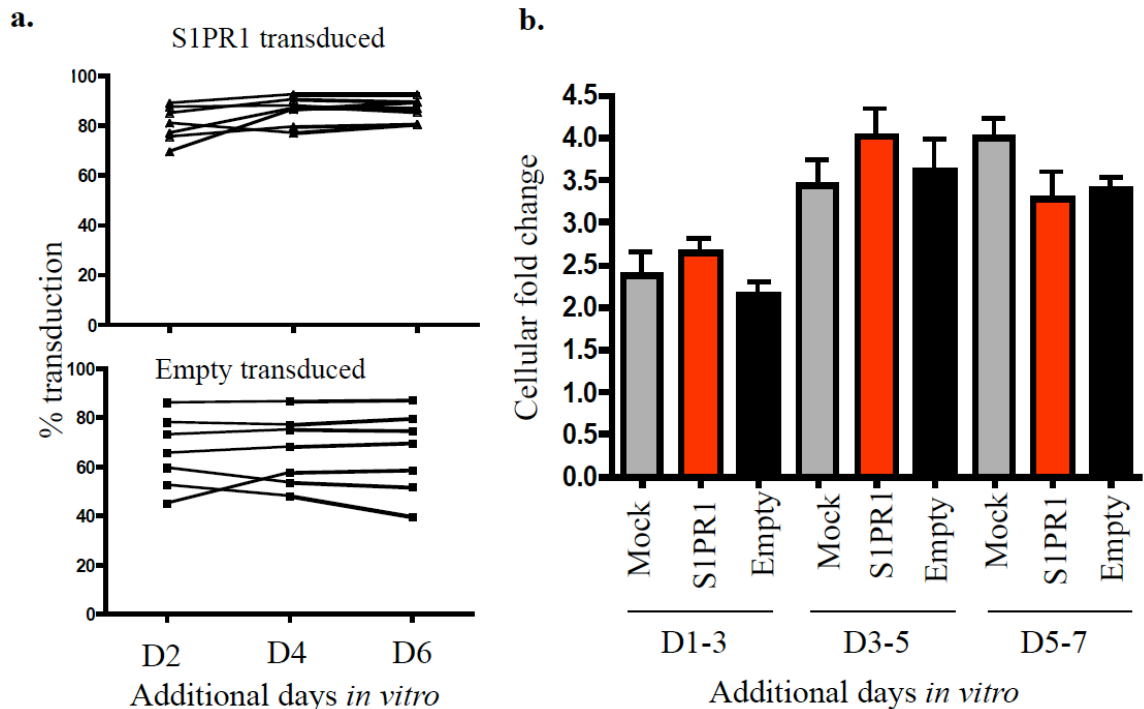 a.
S1PR1 transduced
100
80
60
40
20
0
Empty transduced
100
80
60
40
20
0
% transduction
D2 D4 D6
Additional days in vitro
b.
4.5
4.0
3.5
3.0
2.5
2.0
1.5
1.0
0.5
0.0
Cellular fold change
Mock S1PR1 Empty Mock S1PR1 Empty Mock S1PR1 Empty
D1-3 D3-5 D5-7
Additional days in vitro